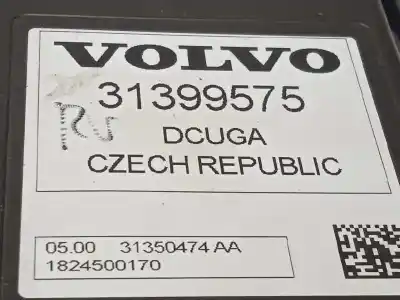 VOLVO
31399575
DCUGA
CZECH REPUBLIC
05.00 31350474 AA
1824500170